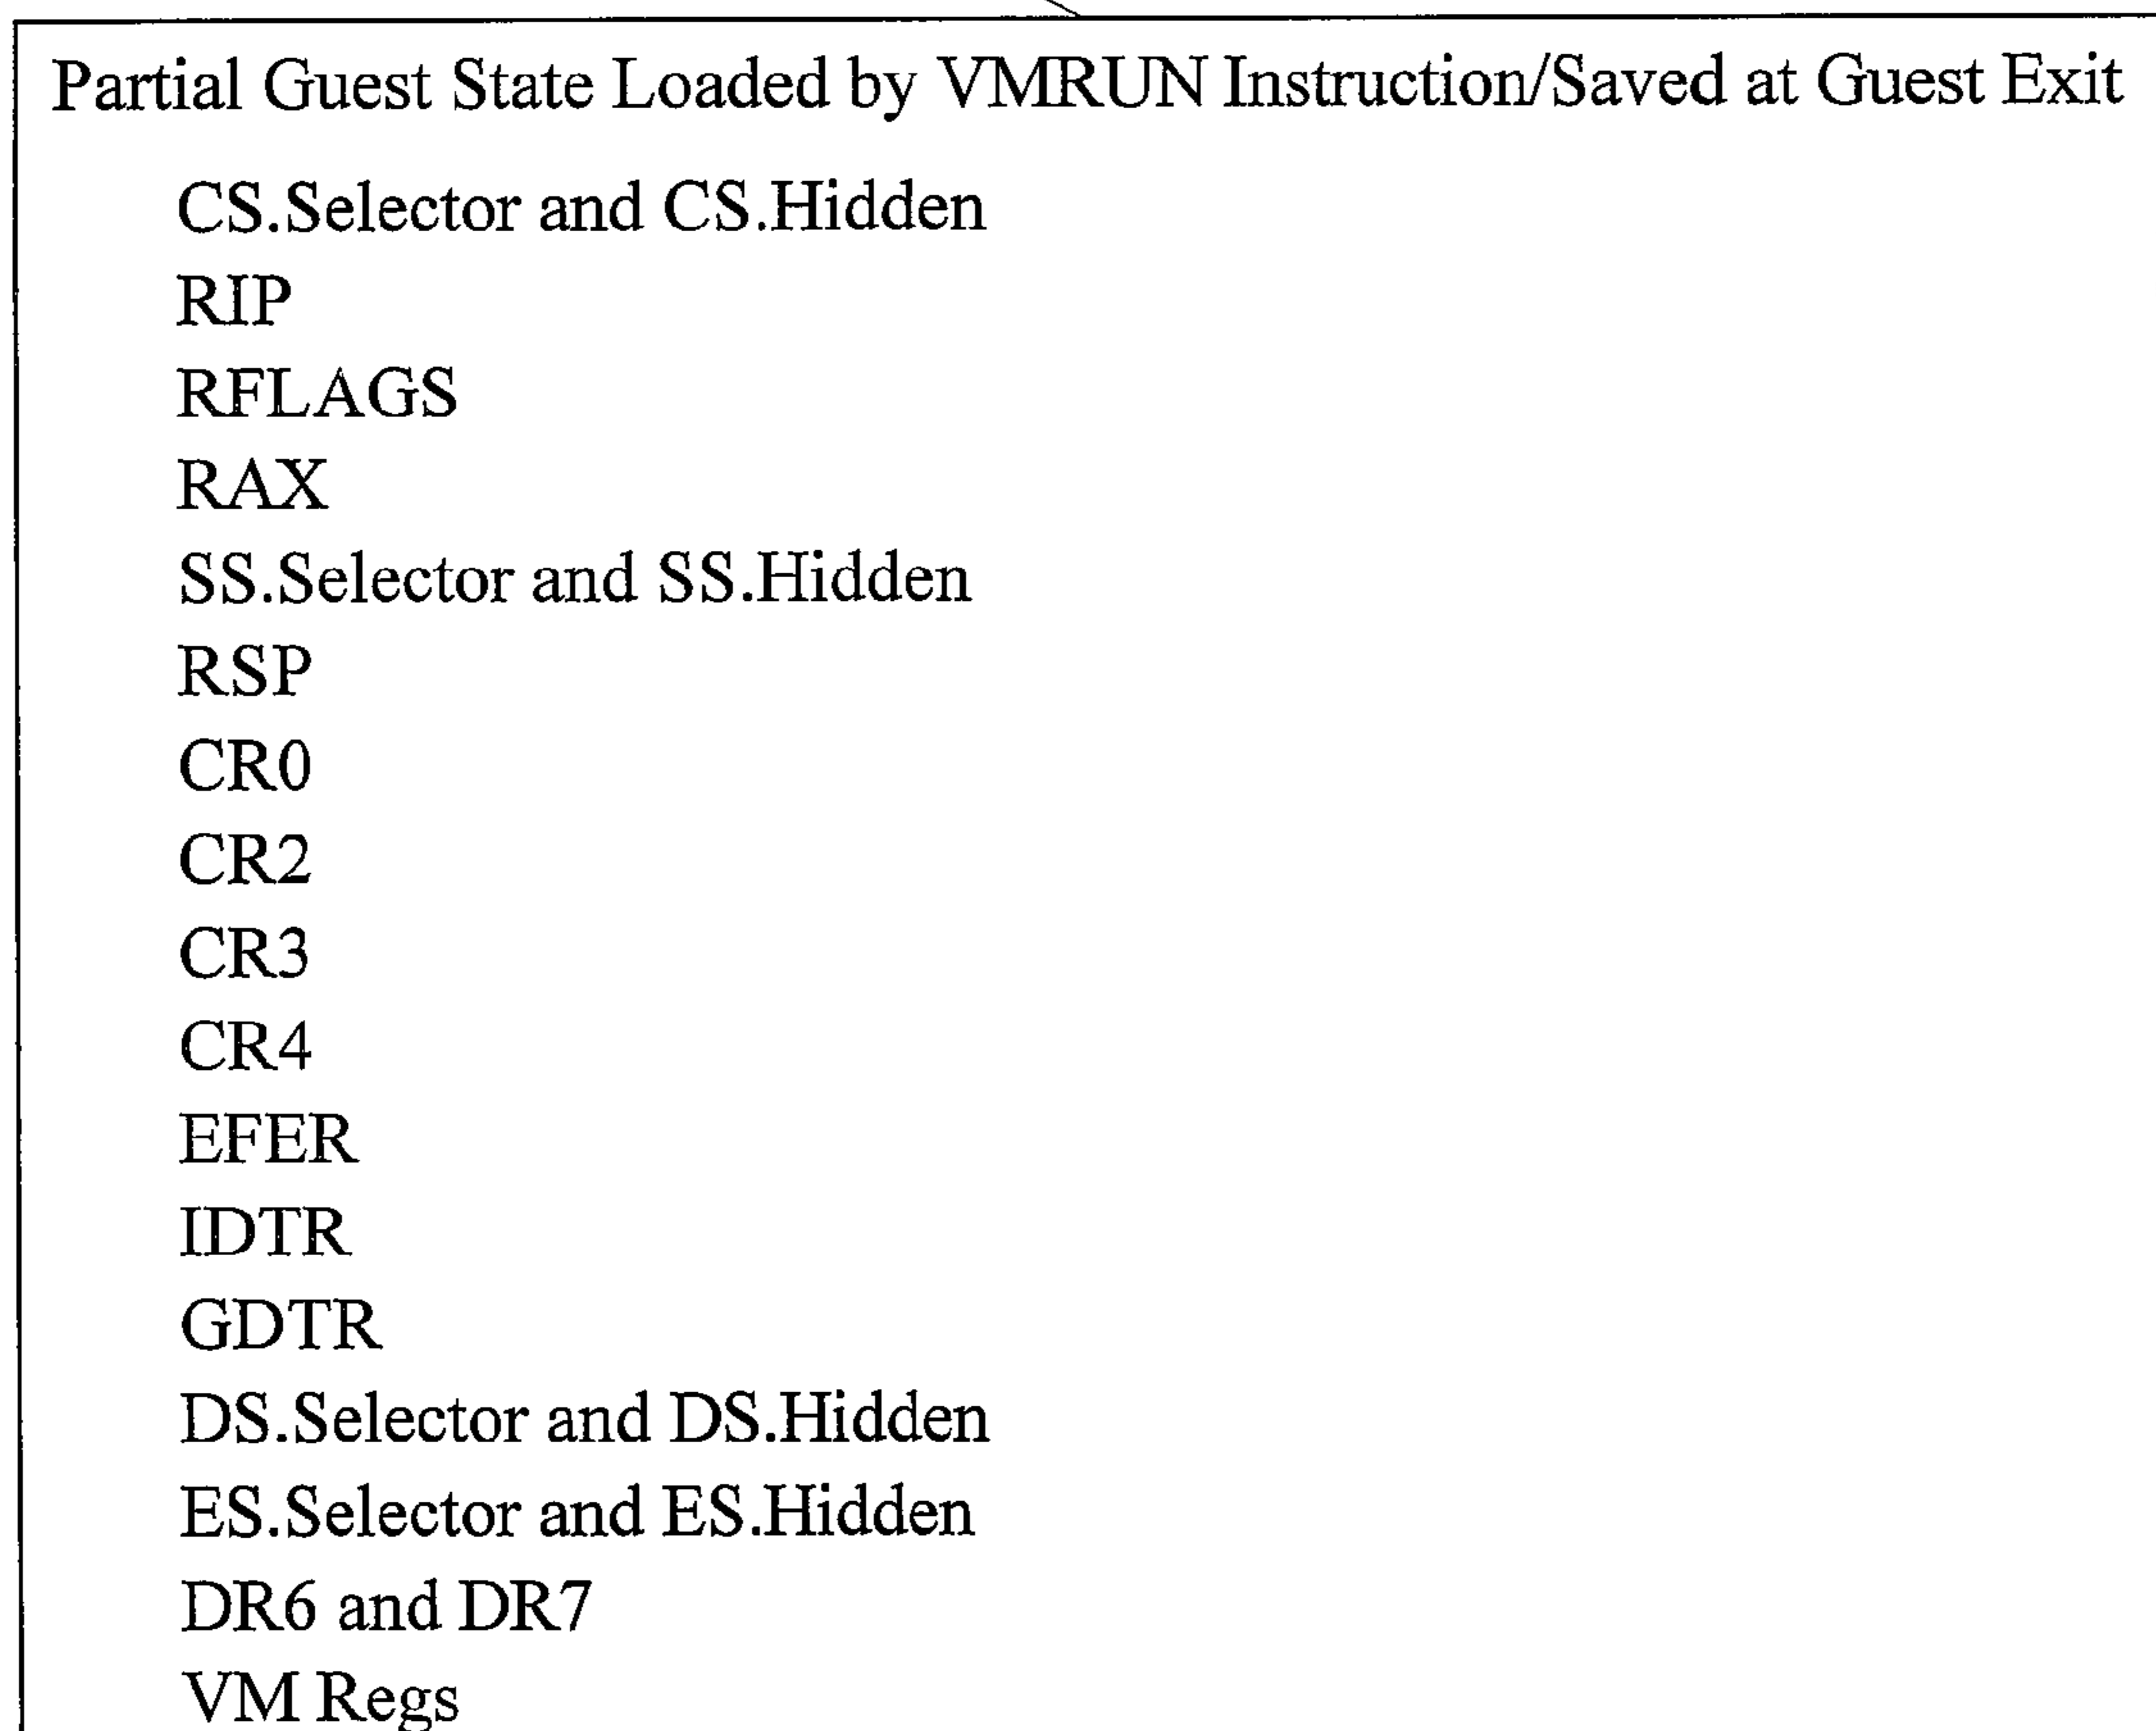 Partial Guest State Loaded by VMRUN Instruction/Saved at Guest Exit
CS.Selector and CS.Hidden
RIP
RFLAGS
RAX
SS.Selector and SS.Hidden
RSP
CR0
CR2
CR3
CR4
EFER
IDTR
GDTR
DS.Selector and DS.Hidden
ES.Selector and ES.Hidden
DR6 and DR7
VM Regs